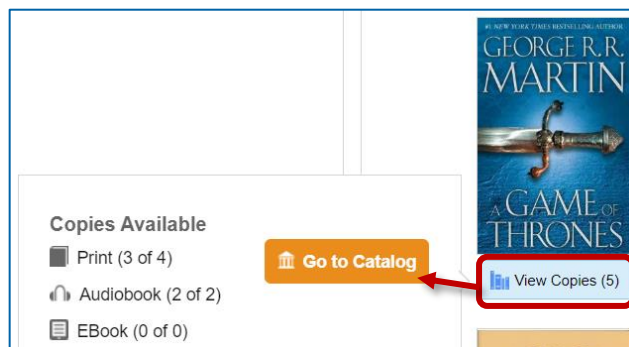 #1 NEW YORK TIMES BESTSELLING AUTHOR
GEORGE R.R.
MARTIN
A GAME OF
THRONES
View Copies (5)
Copies Available
Print (3 of 4)
Audiobook (2 of 2)
EBook (0 of 0)
Go to Catalog